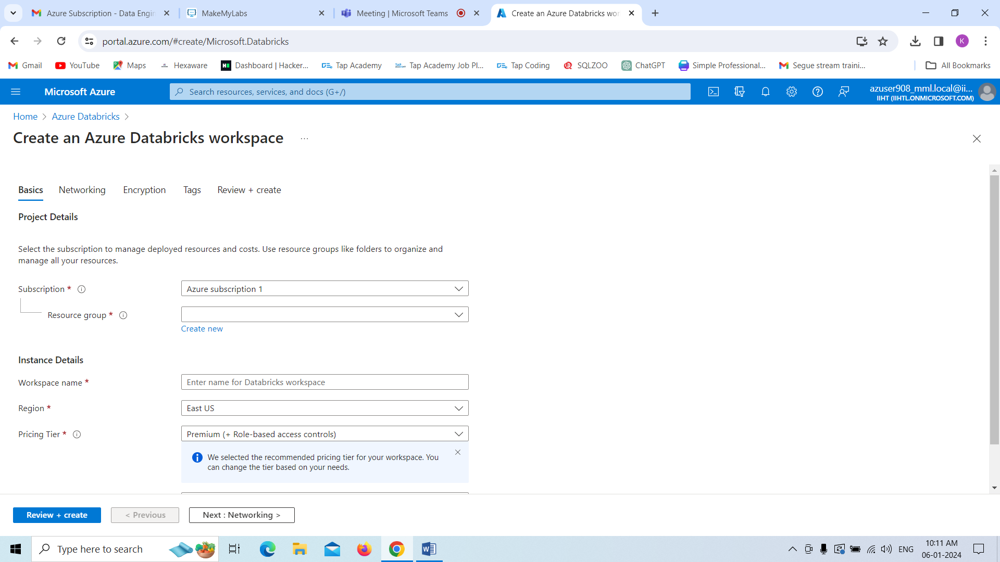 Azure Subscription - Data Engin
MakeMyLabs
Meeting | Microsoft Teams
Create an Azure Databricks wor
portal.azure.com/#create/Microsoft.Databricks
K
Gmail
YouTube
Maps
Hexaware
Dashboard | Hacker...
Tap Academy
Tap Academy Job Pl...
Tap Coding
SQLZOO
ChatGPT
Simple Professional...
Segue stream traini...
All Bookmarks
Microsoft Azure
Search resources, services, and docs (G+/)
azuser908_mml.local@ii...
IIHT (IIHTL.ONMICROSOFT.COM)
Home > Azure Databricks >
Create an Azure Databricks workspace ...
Basics
Networking
Encryption
Tags
Review + create
Project Details
Select the subscription to manage deployed resources and costs. Use resource groups like folders to organize and
manage all your resources.
Subscription *
Azure subscription 1
Resource group *
Create new
Instance Details
Workspace name *
Enter name for Databricks workspace
Region *
East US
Pricing Tier *
Premium (+ Role-based access controls)
We selected the recommended pricing tier for your workspace. You
can change the tier based on your needs.
Review + create
< Previous
Next : Networking >
Type here to search
ENG
10:11 AM
06-01-2024